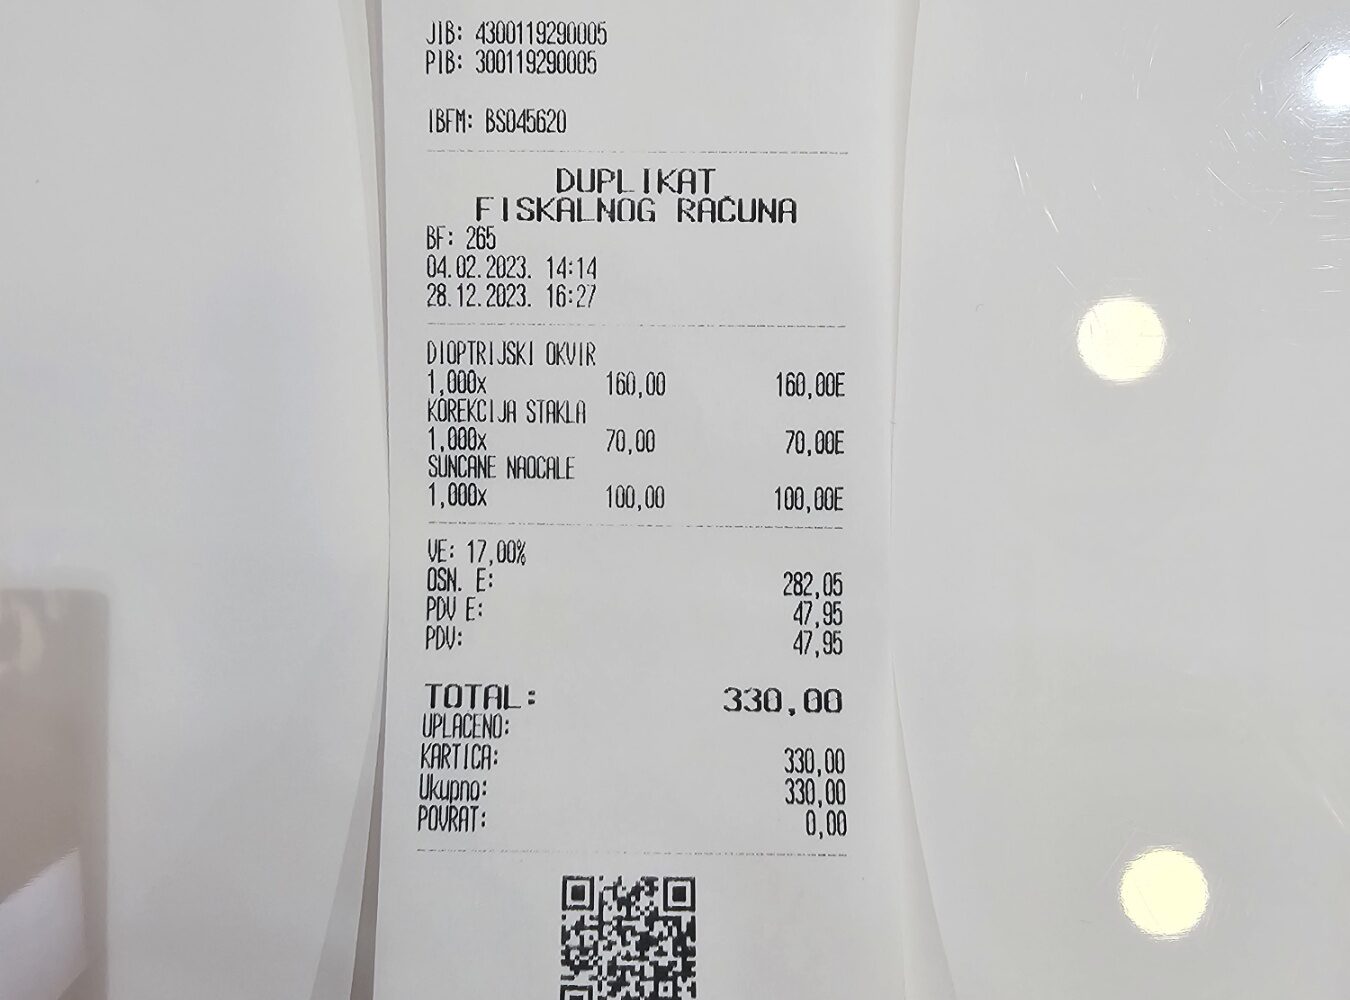 JIB: 4300119290005
PIB: 300119290005
IBFM: BS045620
DUPLIKAT
FISKALNOG RAČUNA
BF: 265
04.02.2023. 14:14
28.12.2023. 16:27
DIOPTRIJSKI OKVIR
1,000x 160,00 160,00E
KOREKCIJA STAKLA
1,000x 70,00 70,00E
SUNCANE NAOCALE
1,000x 100,00 100,00E
VE: 17,00%
OSN. E: 282,05
PDV E: 47,95
PDV: 47,95
TOTAL: 330,00
UPLAĆENO:
KARTICA: 330,00
Ukupno: 330,00
POVRAT: 0,00